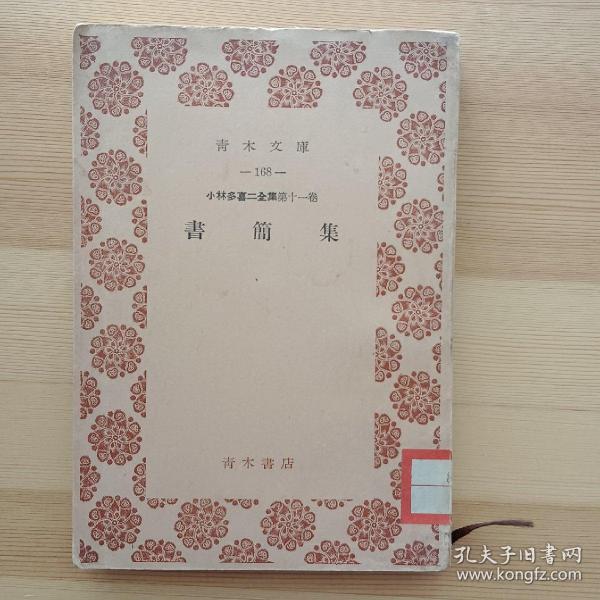 青木文庫
—168—
小林多喜二全集第十一卷
書簡集
青木書店
孔夫子旧書网
www.kongfz.com